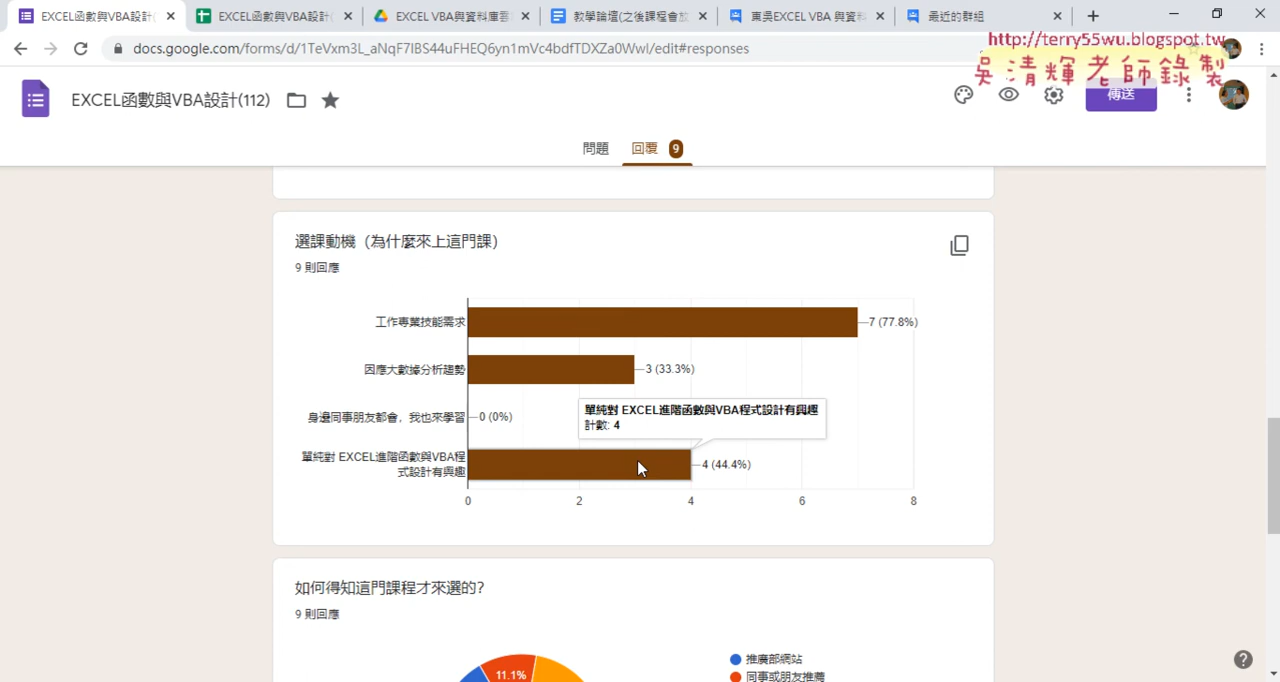 EXCEL函數與VBA設計(
EXCEL函數與VBA設計(
EXCEL VBA與資料庫雲
教學論壇(之後課程會放
東吳EXCEL VBA 與資料
最近的群組
docs.google.com/forms/d/1TeVxm3L_aNqF7IBS44uFHEQ6yn1mVc4bdfTDXZa0WwI/edit#responses
http://terry55wu.blogspot.tw
吳清輝老師錄製
EXCEL函數與VBA設計(112)
傳送
問題
回覆 9
選課動機（為什麼來上這門課）
9 則回應
工作專業技能需求
7 (77.8%)
因應大數據分析趨勢
3 (33.3%)
身邊同事朋友都會，我也來學習
0 (0%)
單純對 EXCEL進階函數與VBA程式設計有興趣
計數: 4
單純對 EXCEL進階函數與VBA程
式設計有興趣
4 (44.4%)
0 2 4 6 8
如何得知這門課程才來選的?
9 則回應
11.1%
推廣部網站
同事或朋友推薦